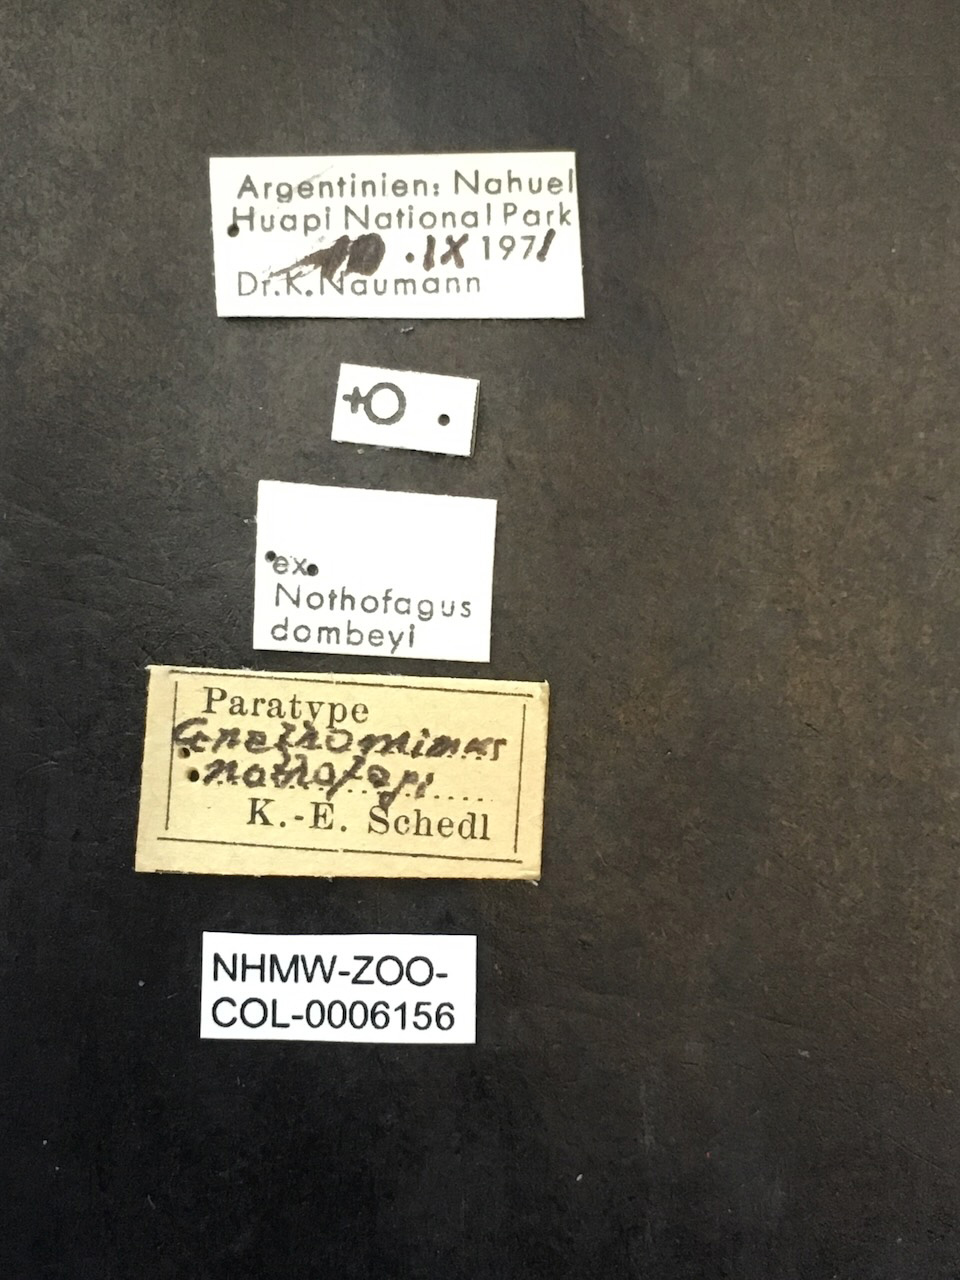 Argentinien: Nahuel
Huapi National Park
10 .IX 1971
Dr.K.Naumann
♀
ex.
Nothofagus
dombeyi
Paratype
Gnathomimus
nothofagi
K.-E. Schedl
NHMW-ZOO-
COL-0006156